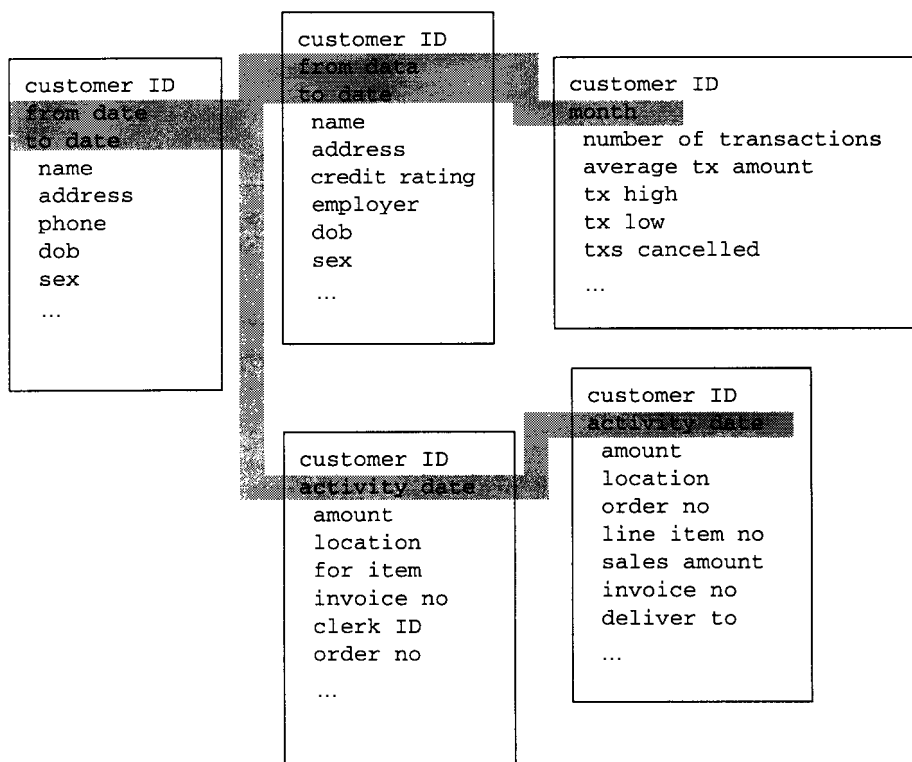 customer ID
from date
to date
name
address
phone
dob
sex
...
customer ID
from data
to date
name
address
credit rating
employer
dob
sex
...
customer ID
month
number of transactions
average tx amount
tx high
tx low
txs cancelled
...
customer ID
activity date
amount
location
for item
invoice no
clerk ID
order no
...
customer ID
activity date
amount
location
order no
line item no
sales amount
invoice no
deliver to
...